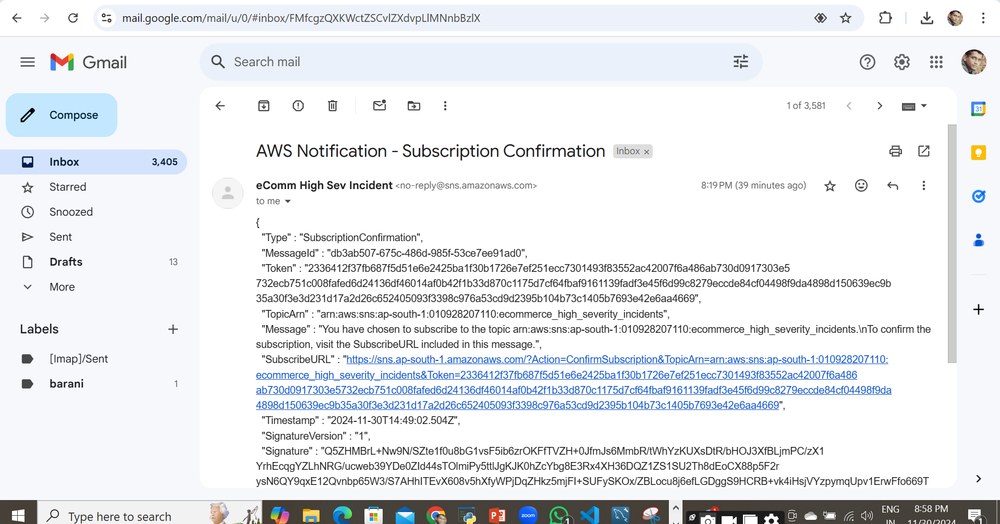 mail.google.com/mail/u/0/#inbox/FMfcgzQXKWctZSCvlZXdvpLlMNnbBzlX
Gmail
Search mail
Compose
1 of 3,581
31
Inbox 3,405
Starred
Snoozed
Sent
Drafts 13
More
Labels
[Imap]/Sent
barani 1
AWS Notification - Subscription Confirmation Inbox
eComm High Sev Incident <no-reply@sns.amazonaws.com> 8:19 PM (39 minutes ago)
to me
{
"Type" : "SubscriptionConfirmation",
"MessageId" : "db3ab507-675c-486d-985f-53ce7ee91ad0",
"Token" : "2336412f37fb687f5d51e6e2425ba1f30b1726e7ef251ecc7301493f83552ac42007f6a486ab730d0917303e5
732ecb751c008fafed6d24136df46014af0b42f1b33d870c1175d7cf64fbaf9161139fadf3e45f6d99c8279eccde84cf04498f9da4898d150639ec9b
35a30f3e3d231d17a2d26c652405093f3398c976a53cd9d2395b104b73c1405b7693e42e6aa4669",
"TopicArn" : "arn:aws:sns:ap-south-1:010928207110:ecommerce_high_severity_incidents",
"Message" : "You have chosen to subscribe to the topic arn:aws:sns:ap-south-1:010928207110:ecommerce_high_severity_incidents.\nTo confirm the
subscription, visit the SubscribeURL included in this message.",
"SubscribeURL" : "https://sns.ap-south-1.amazonaws.com/?Action=ConfirmSubscription&TopicArn=arn:aws:sns:ap-south-1:010928207110:
ecommerce_high_severity_incidents&Token=2336412f37fb687f5d51e6e2425ba1f30b1726e7ef251ecc7301493f83552ac42007f6a486
ab730d0917303e5732ecb751c008fafed6d24136df46014af0b42f1b33d870c1175d7cf64fbaf9161139fadf3e45f6d99c8279eccde84cf04498f9da
4898d150639ec9b35a30f3e3d231d17a2d26c652405093f3398c976a53cd9d2395b104b73c1405b7693e42e6aa4669",
"Timestamp" : "2024-11-30T14:49:02.504Z",
"SignatureVersion" : "1",
"Signature" : "Q5ZHMBrL+Nw9N/SZte1f0u8bG1vsF5ib6zrOKFfTVZH+0JfmJs6MmbR/tWhYzKUXsDtR/bHOJ3XfBLjmPC/zX1
YrhEcqgYZLhNRG/ucweb39YDe0ZId44sTOlmiPy5ttlJgKJK0hZcYbg8E3Rx4XH36DQZ1ZS1SU2Th8dEoCX88p5F2r
ysN6QY9qxE12Qvnbp65W3/S7AHhITEvX608v5hXfyWPjDqZHkz5mjFI+SUFySKOx/ZBLocu8j6efLGDggS9HCRB+vk4iHsjVYzpymqUpv1ErwFfo669T
Type here to search
zoom
1
1
ENG
IN
8:58 PM
11/30/2024
1